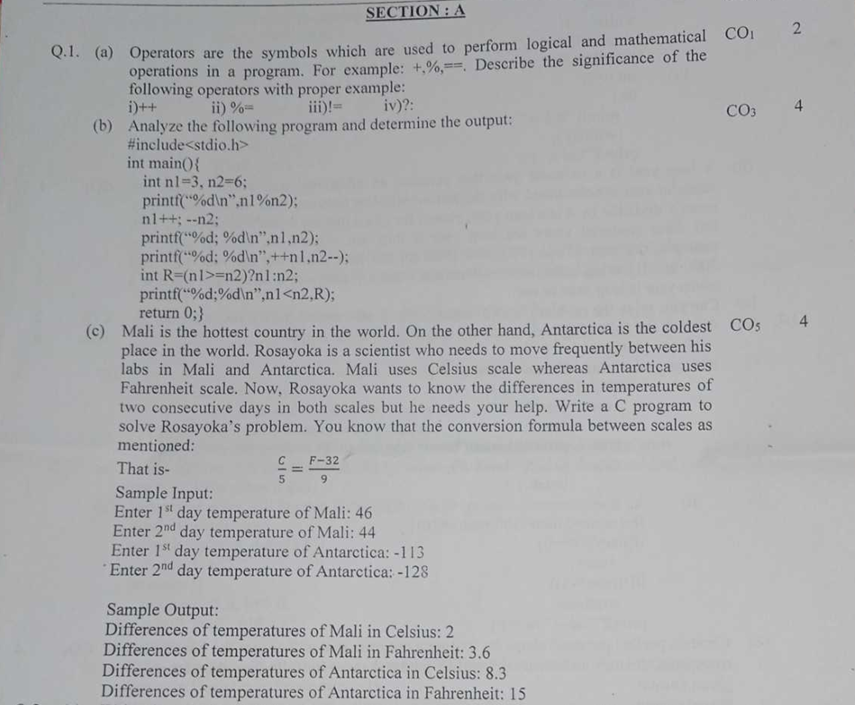 SECTION : A
Q.1. (a) Operators are the symbols which are used to perform logical and mathematical CO1 2
operations in a program. For example: +,%,==. Describe the significance of the
following operators with proper example:
i)++ ii) %= iii)!= iv)?:
(b) Analyze the following program and determine the output: CO3 4
#include<stdio.h>
int main(){
int n1=3, n2=6;
printf(“%d\n”,n1%n2);
n1++; --n2;
printf(“%d; %d\n”,n1,n2);
printf(“%d; %d\n”,++n1,n2--);
int R=(n1>=n2)?n1:n2;
printf(“%d;%d\n”,n1<n2,R);
return 0;}
(c) Mali is the hottest country in the world. On the other hand, Antarctica is the coldest CO5 4
place in the world. Rosayoka is a scientist who needs to move frequently between his
labs in Mali and Antarctica. Mali uses Celsius scale whereas Antarctica uses
Fahrenheit scale. Now, Rosayoka wants to know the differences in temperatures of
two consecutive days in both scales but he needs your help. Write a C program to
solve Rosayoka’s problem. You know that the conversion formula between scales as
mentioned:
That is- C/5 = F−32/9
Sample Input:
Enter 1st day temperature of Mali: 46
Enter 2nd day temperature of Mali: 44
Enter 1st day temperature of Antarctica: -113
Enter 2nd day temperature of Antarctica: -128
Sample Output:
Differences of temperatures of Mali in Celsius: 2
Differences of temperatures of Mali in Fahrenheit: 3.6
Differences of temperatures of Antarctica in Celsius: 8.3
Differences of temperatures of Antarctica in Fahrenheit: 15